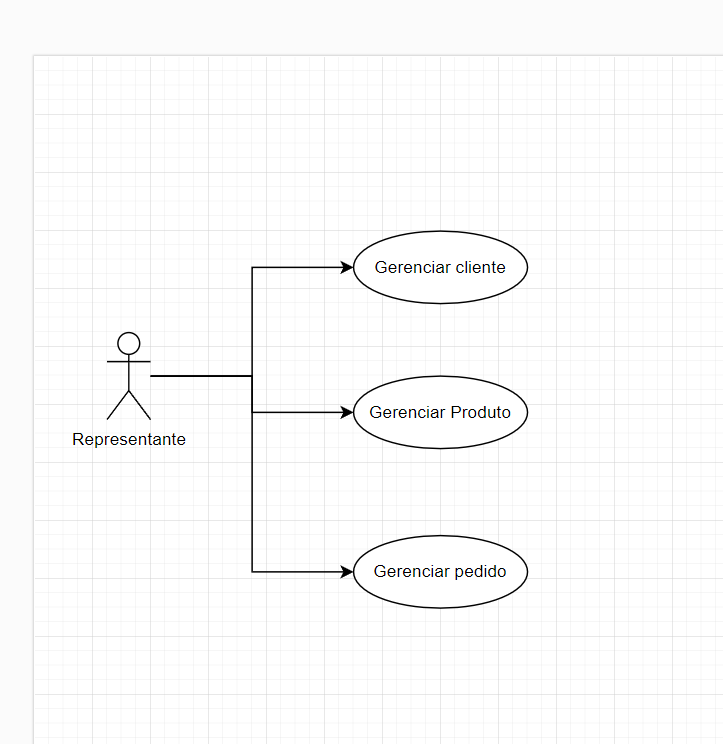 Gerenciar cliente
Gerenciar Produto
Representante
Gerenciar pedido